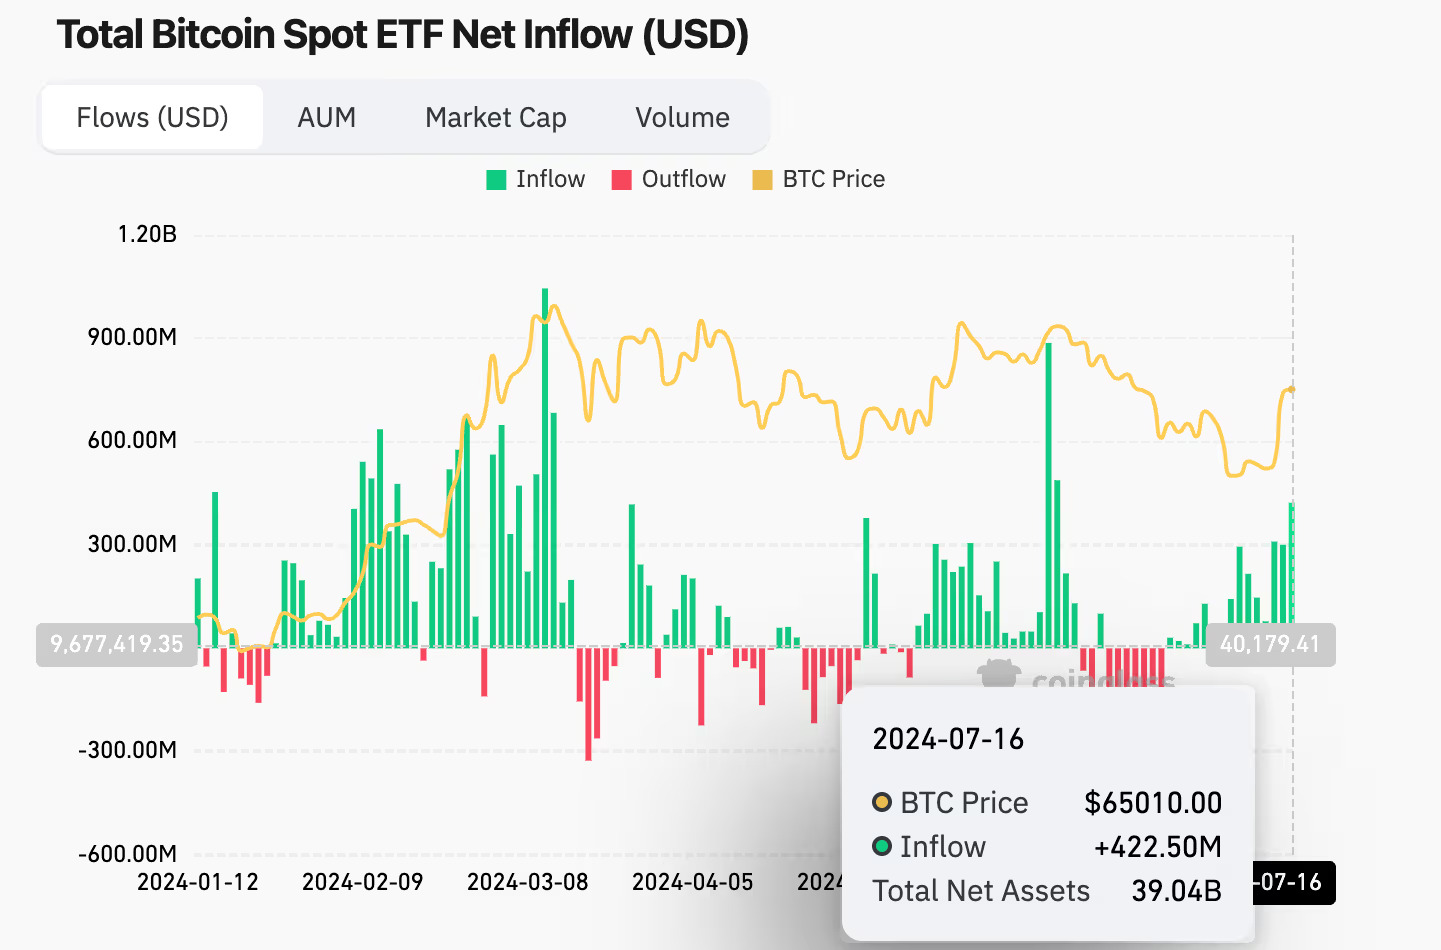 Total Bitcoin Spot ETF Net Inflow (USD)
Flows (USD) AUM Market Cap Volume
Inflow Outflow BTC Price
1.20B
900.00M
600.00M
300.00M
9,677,419.35
40,179.41
-300.00M
-600.00M
2024-01-12 2024-02-09 2024-03-08 2024-04-05 2024 -07-16
2024-07-16
BTC Price $65010.00
Inflow +422.50M
Total Net Assets 39.04B